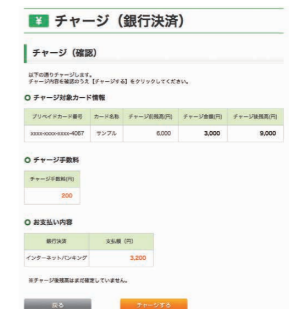 ¥ チャージ（銀行決済）
チャージ（確認）
以下の通りチャージします。
チャージ内容を確認のうえ【チャージする】をクリックしてください。
チャージ対象カード情報
プリペイドカード番号 カード名称 チャージ前残高(円) チャージ金額(円) チャージ後残高(円)
xxxx-xxxx-xxxx-4067 サンプル 6,000 3,000 9,000
チャージ手数料
チャージ手数料(円)
200
お支払い内容
銀行決済 支払額（円）
インターネットバンキング 3,200
※チャージ後残高はまだ確定していません。
戻る チャージする